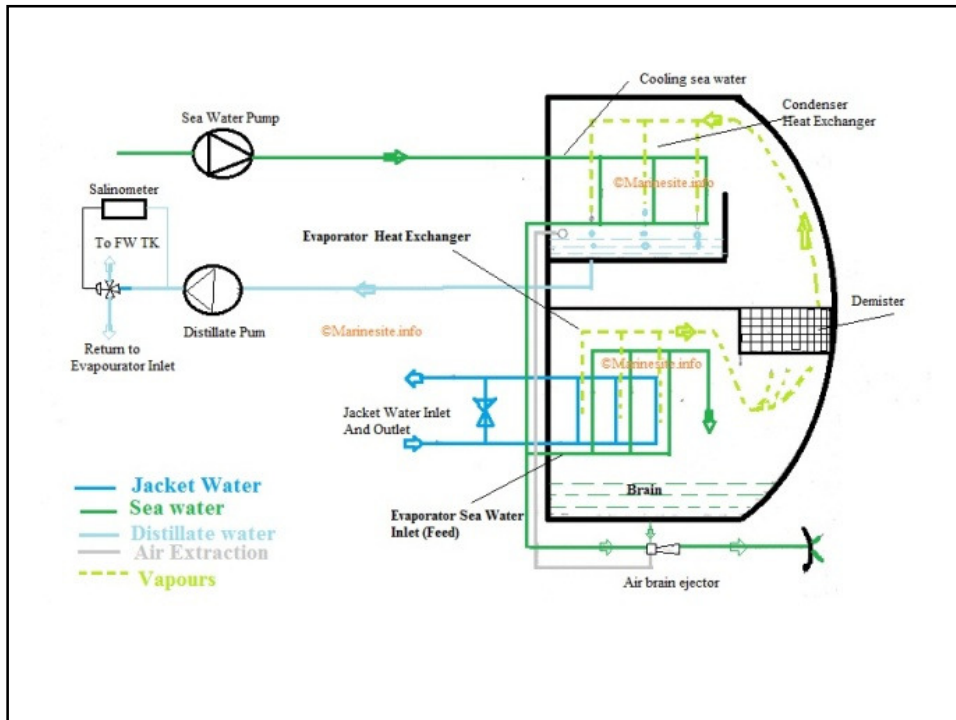 Cooling sea water
Sea Water Pump
Condenser
Heat Exchanger
©Marinesite.info
Salinometer
To FW TK
Evaporator Heat Exchanger
Distillate Pum
©Marinesite.info
Demister
Return to
Evapourator Inlet
©Marinesite.info
Jacket Water Inlet
And Outlet
Jacket Water
Sea water
Distillate water
Air Extraction
Vapours
Brain
Evaporator Sea Water
Inlet (Feed)
Air brain ejector